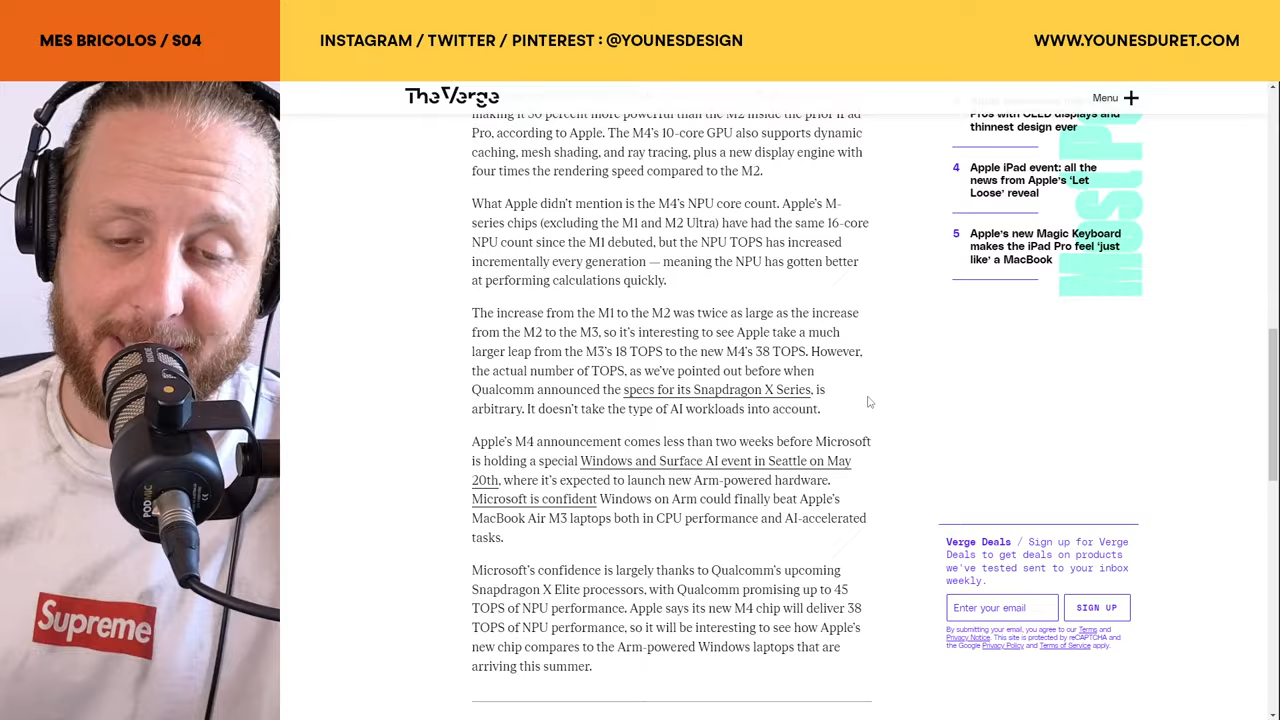 MES BRICOLOS / S04
INSTAGRAM / TWITTER / PINTEREST : @YOUNESDESIGN
WWW.YOUNESDURET.COM
The Verge
Menu
making it 50 percent more powerful than the M2 inside the prior iPad
Pro, according to Apple. The M4's 10-core GPU also supports dynamic
caching, mesh shading, and ray tracing, plus a new display engine with
four times the rendering speed compared to the M2.
What Apple didn't mention is the M4's NPU core count. Apple's M-
series chips (excluding the M1 and M2 Ultra) have had the same 16-core
NPU count since the M1 debuted, but the NPU TOPS has increased
incrementally every generation — meaning the NPU has gotten better
at performing calculations quickly.
The increase from the M1 to the M2 was twice as large as the increase
from the M2 to the M3, so it's interesting to see Apple take a much
larger leap from the M3's 18 TOPS to the new M4's 38 TOPS. However,
the actual number of TOPS, as we've pointed out before when
Qualcomm announced the specs for its Snapdragon X Series, is
arbitrary. It doesn't take the type of AI workloads into account.
Apple's M4 announcement comes less than two weeks before Microsoft
is holding a special Windows and Surface AI event in Seattle on May
20th, where it's expected to launch new Arm-powered hardware.
Microsoft is confident Windows on Arm could finally beat Apple's
MacBook Air M3 laptops both in CPU performance and AI-accelerated
tasks.
Microsoft's confidence is largely thanks to Qualcomm's upcoming
Snapdragon X Elite processors, with Qualcomm promising up to 45
TOPS of NPU performance. Apple says its new M4 chip will deliver 38
TOPS of NPU performance, so it will be interesting to see how Apple's
new chip compares to the Arm-powered Windows laptops that are
arriving this summer.
Pros with OLED displays and
thinnest design ever
4 Apple iPad event: all the
news from Apple's 'Let
Loose' reveal
5 Apple's new Magic Keyboard
makes the iPad Pro feel 'just
like' a MacBook
Verge Deals / Sign up for Verge
Deals to get deals on products
we've tested sent to your inbox
weekly.
Enter your email
SIGN UP
By submitting your email, you agree to our Terms and
Privacy Notice. This site is protected by reCAPTCHA and
the Google Privacy Policy and Terms of Service apply.
RODE
PODMIC
Supreme